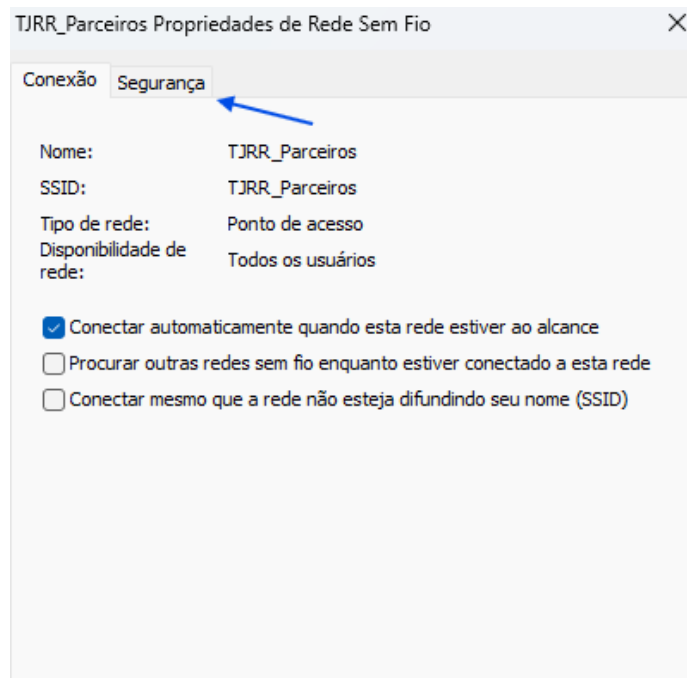 TJRR_Parceiros Propriedades de Rede Sem Fio
Conexão Segurança
Nome: TJRR_Parceiros
SSID: TJRR_Parceiros
Tipo de rede: Ponto de acesso
Disponibilidade de rede: Todos os usuários
Conectar automaticamente quando esta rede estiver ao alcance
Procurar outras redes sem fio enquanto estiver conectado a esta rede
Conectar mesmo que a rede não esteja difundindo seu nome (SSID)